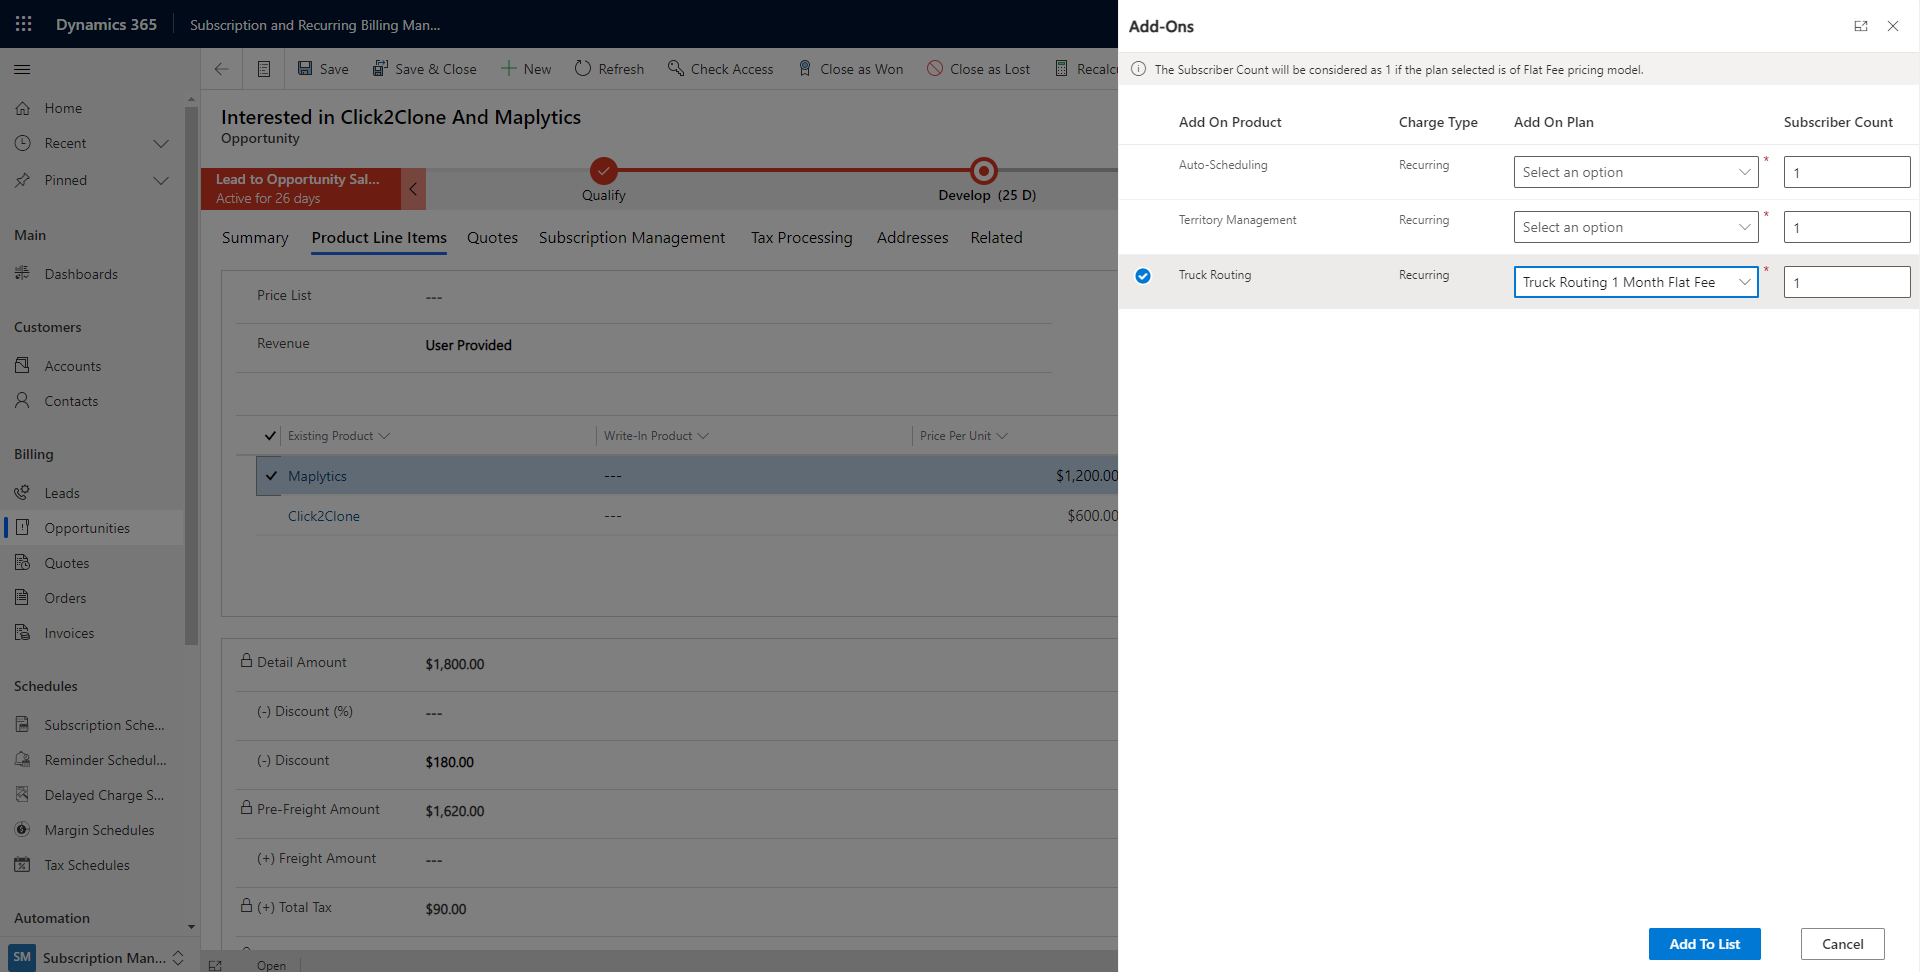 Dynamics 365
Subscription and Recurring Billing Man...
Save
Save & Close
New
Refresh
Check Access
Close as Won
Close as Lost
Recalcu
Home
Recent
Pinned
Main
Dashboards
Customers
Accounts
Contacts
Billing
Leads
Opportunities
Quotes
Orders
Invoices
Schedules
Subscription Sche...
Reminder Schedul...
Delayed Charge S...
Margin Schedules
Tax Schedules
Automation
SM Subscription Man...
Interested in Click2Clone And Maplytics
Opportunity
Lead to Opportunity Sal...
Active for 26 days
Qualify
Develop (25 D)
Summary
Product Line Items
Quotes
Subscription Management
Tax Processing
Addresses
Related
Price List ---
Revenue User Provided
Existing Product Write-In Product Price Per Unit
Maplytics --- $1,200.00
Click2Clone --- $600.00
Detail Amount $1,800.00
(-) Discount (%) ---
(-) Discount $180.00
Pre-Freight Amount $1,620.00
(+) Freight Amount ---
(+) Total Tax $90.00
Open
Add-Ons
The Subscriber Count will be considered as 1 if the plan selected is of Flat Fee pricing model.
Add On Product Charge Type Add On Plan Subscriber Count
Auto-Scheduling Recurring Select an option * 1
Territory Management Recurring Select an option * 1
Truck Routing Recurring Truck Routing 1 Month Flat Fee * 1
Add To List
Cancel